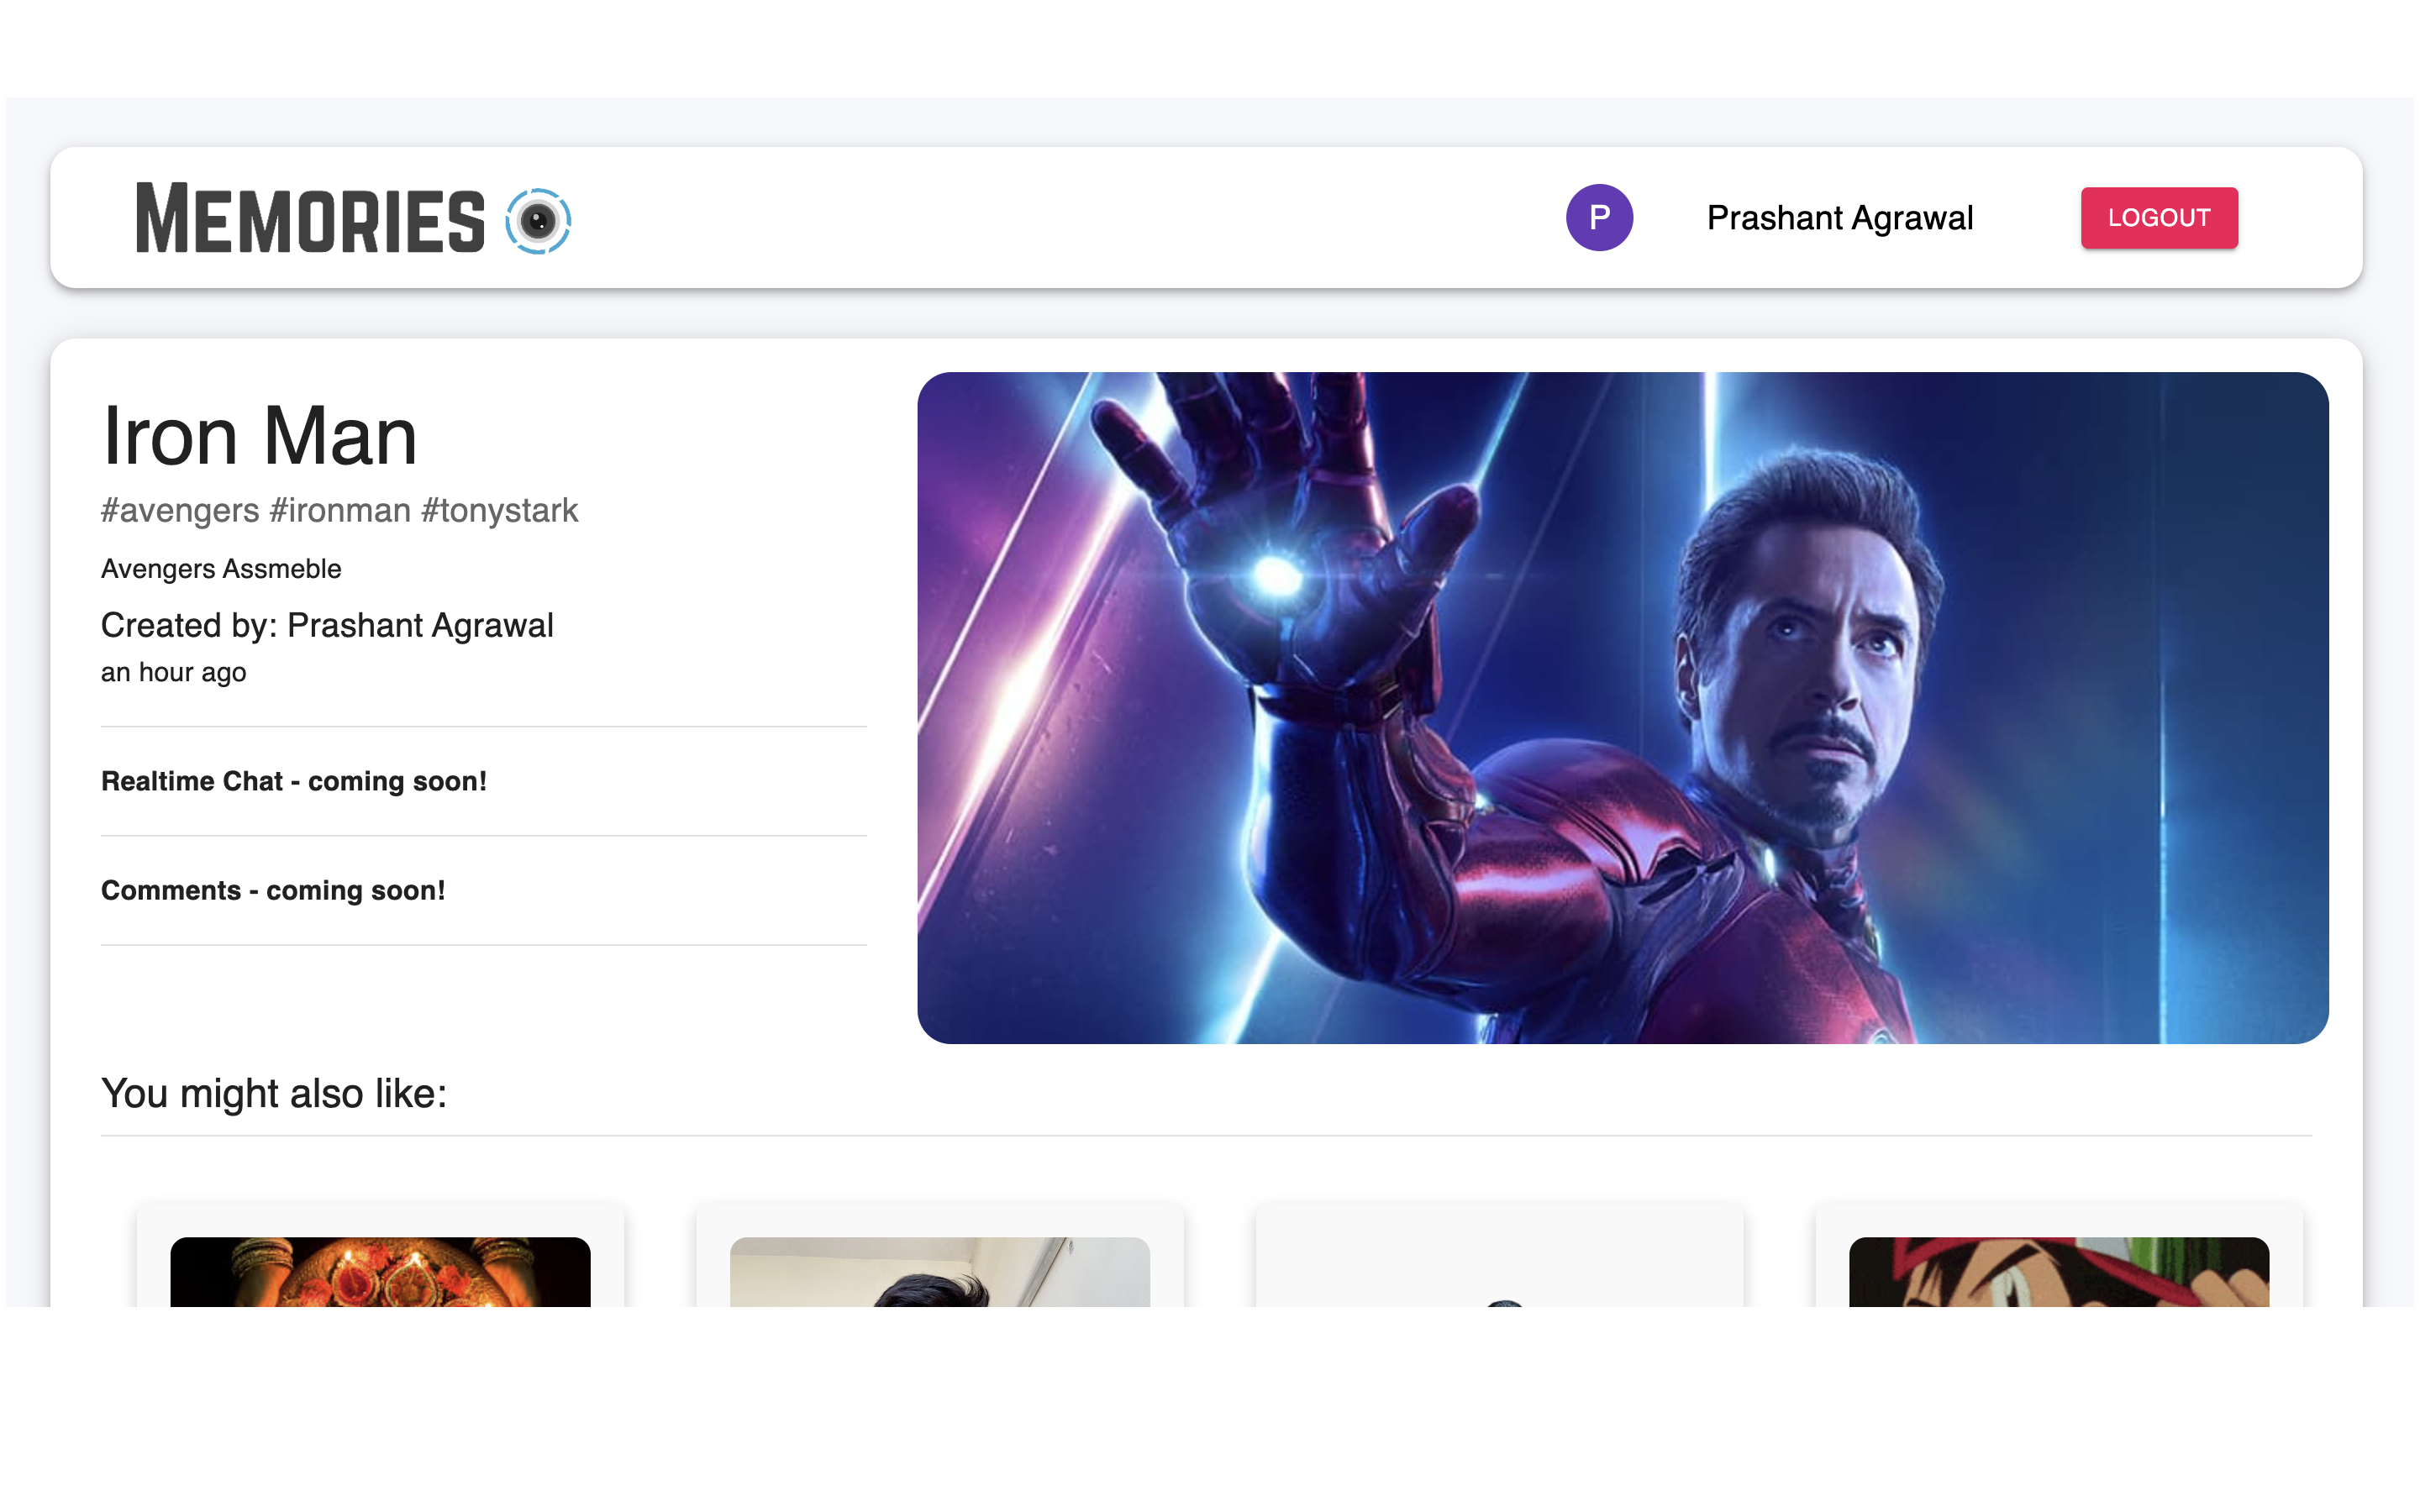 MEMORIES
P
Prashant Agrawal
LOGOUT
Iron Man
#avengers #ironman #tonystark
Avengers Assmeble
Created by: Prashant Agrawal
an hour ago
Realtime Chat - coming soon!
Comments - coming soon!
You might also like: